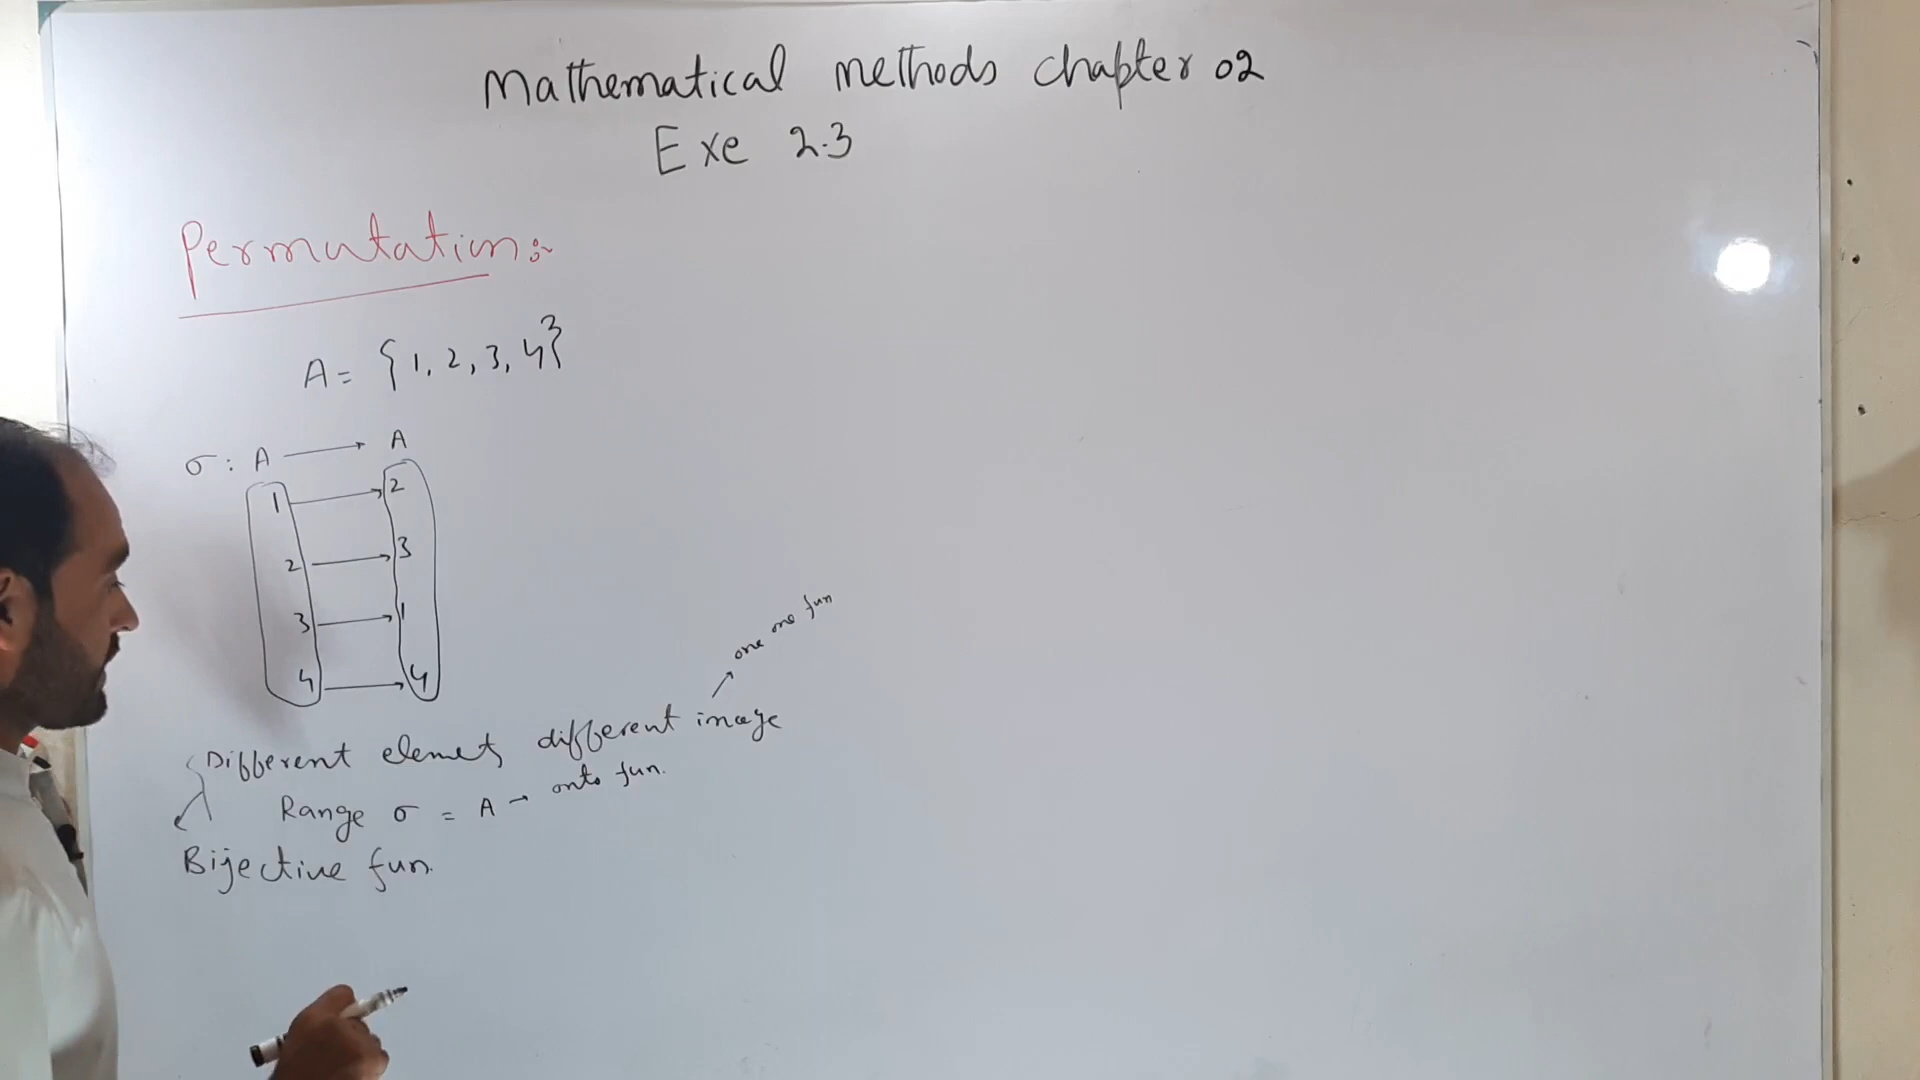 Mathematical methods chapter 02
Exe 2.3
Permutation:~
A = {1, 2, 3, 4}
σ : A → A
1 → 2
2 → 3
3 → 1
4 → 4
one one fun
Different elemets different image
Range σ = A → onto fun.
Bijective fun.